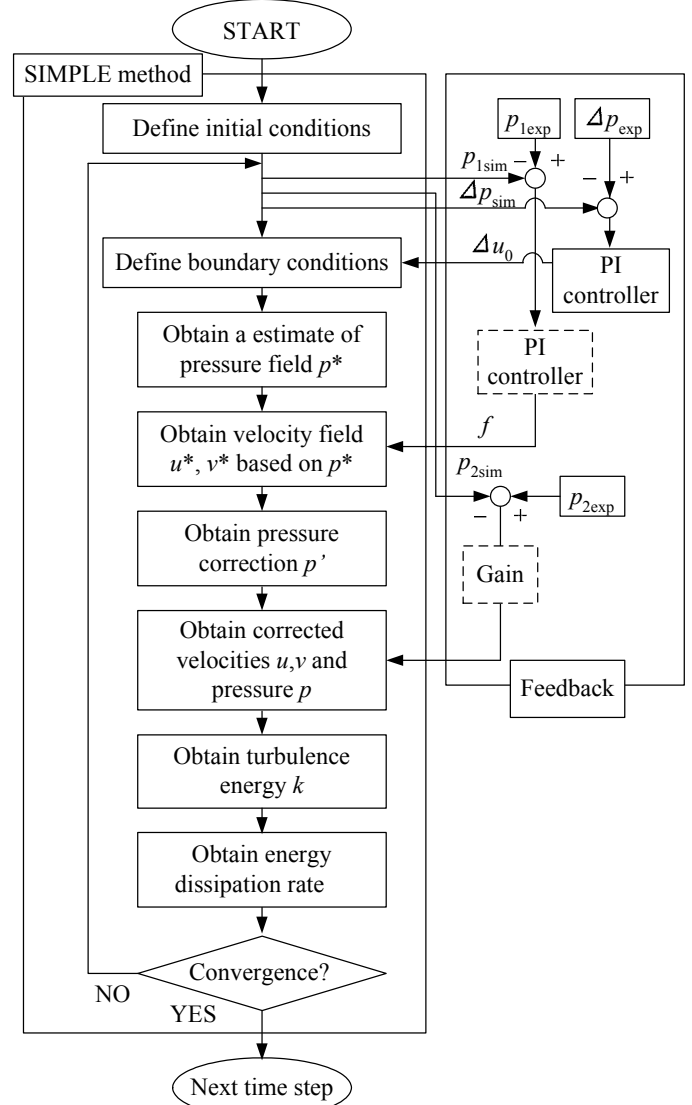 START
SIMPLE method
Define initial conditions
p1exp
Δpexp
p1sim
− +
Δpsim
− +
Δu0
Define boundary conditions
PI
controller
Obtain a estimate of
pressure field p*
PI
controller
Obtain velocity field
u*, v* based on p*
f
p2sim
− +
p2exp
Obtain pressure
correction p’
Gain
Obtain corrected
velocities u,v and
pressure p
Feedback
Obtain turbulence
energy k
Obtain energy
dissipation rate
Convergence?
NO
YES
Next time step